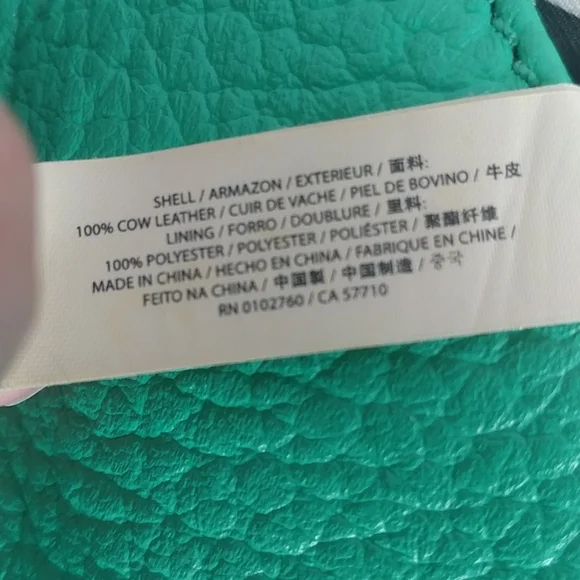 SHELL / ARMAZON / EXTERIEUR / 面料:
100% COW LEATHER / CUIR DE VACHE / PIEL DE BOVINO / 牛皮
LINING / FORRO / DOUBLURE / 里料:
100% POLYESTER / POLYESTER / POLIÉSTER / 聚酯纤维
MADE IN CHINA / HECHO EN CHINA / FABRIQUE EN CHINE /
FEITO NA CHINA / 中国製 / 中国制造 / 중국
RN 0102760 / CA 57710